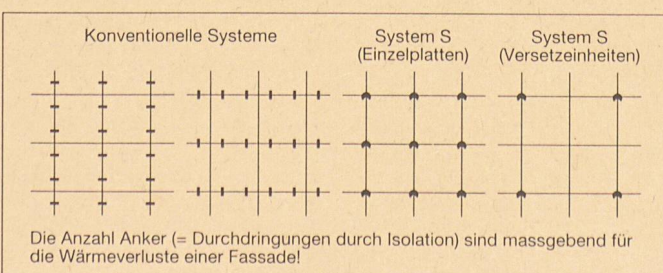 Konventionelle Systeme
System S
(Einzelplatten)
System S
(Versetzeinheiten)
Die Anzahl Anker (= Durchdringungen durch Isolation) sind massgebend für
die Wärmeverluste einer Fassade!